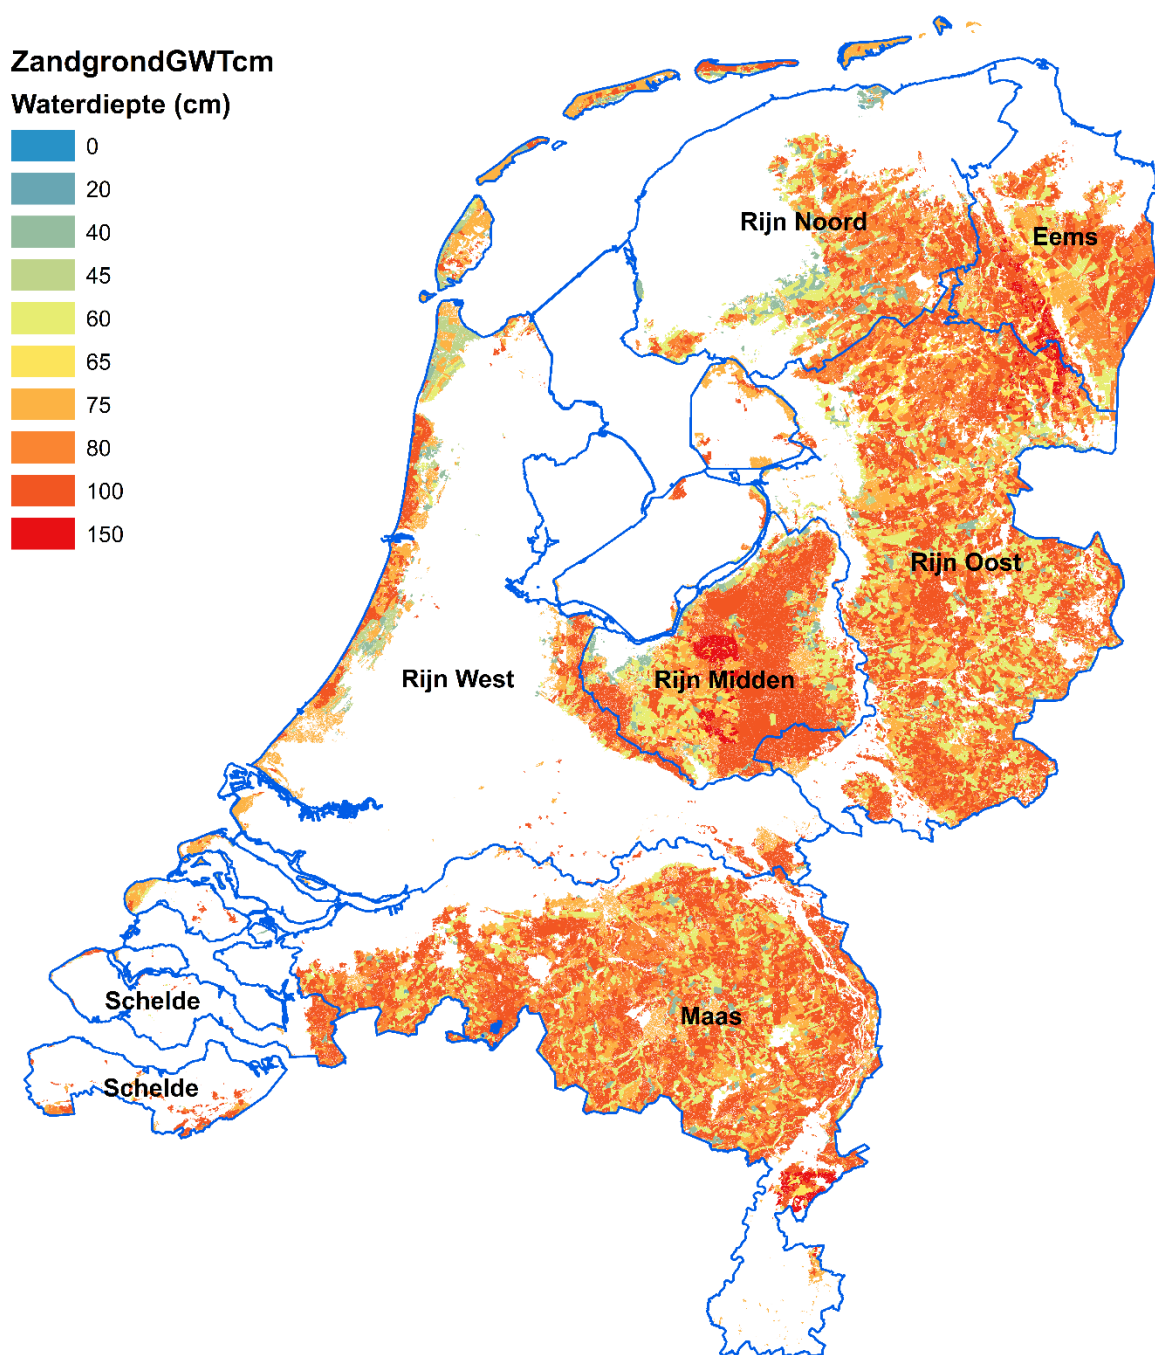 ZandgrondGWTcm
Waterdiepte (cm)
0
20
40
45
60
65
75
80
100
150
Rijn Noord
Eems
Rijn Oost
Rijn West
Rijn Midden
Schelde
Maas
Schelde